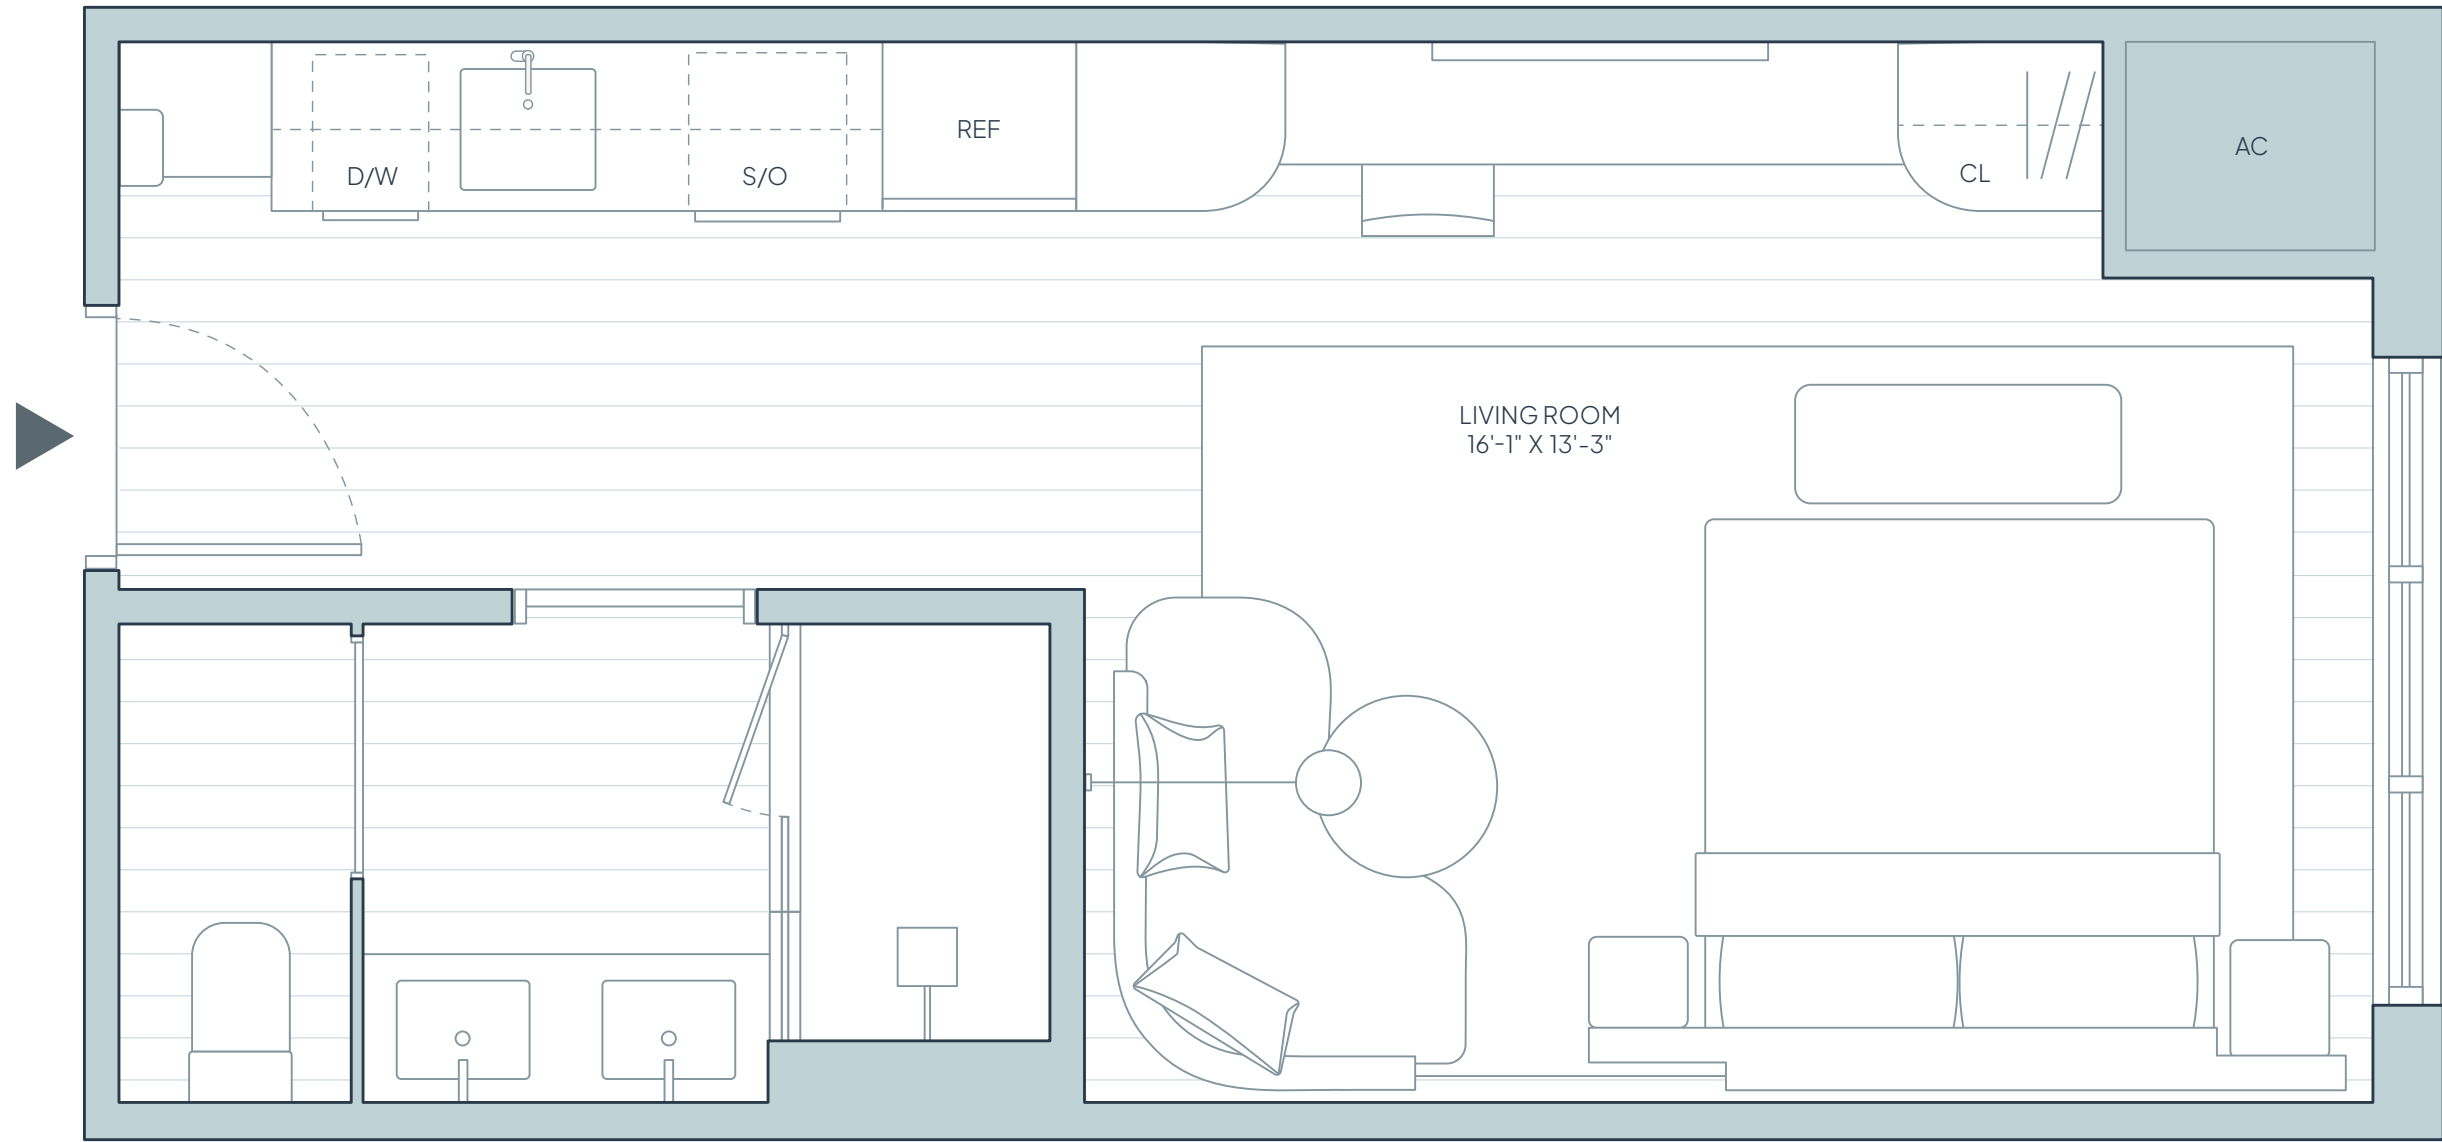 D/W
S/O
REF
CL
AC
LIVING ROOM
16'-1" X 13'-3"